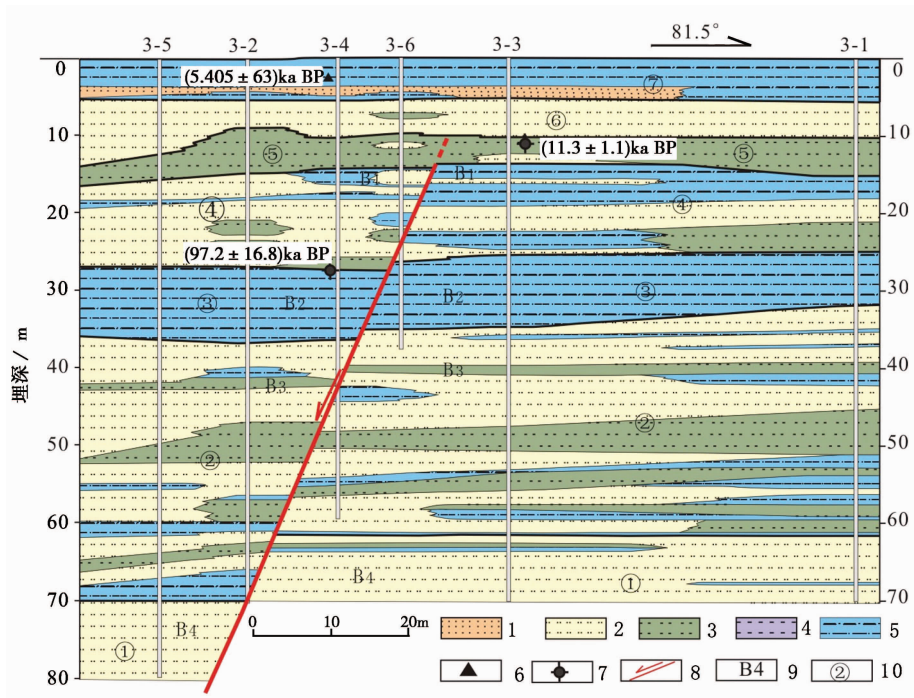 81.5°
3-5 3-2 3-4 3-6 3-3 3-1
0 0
(5.405 ± 63)ka BP ⑦
⑥
10 10
⑤ (11.3 ± 1.1)ka BP ⑤
B1 B1
④ ④
20 20
(97.2 ± 16.8)ka BP
30 30
③ B2 B2 ③
40 40
B3 B3
②
50 50
②
60 60
B4 ①
70 70
B4
①
80
埋深 / m
0 10 20m
1 2 3 4 5
6 7 8 B4 9 ② 10